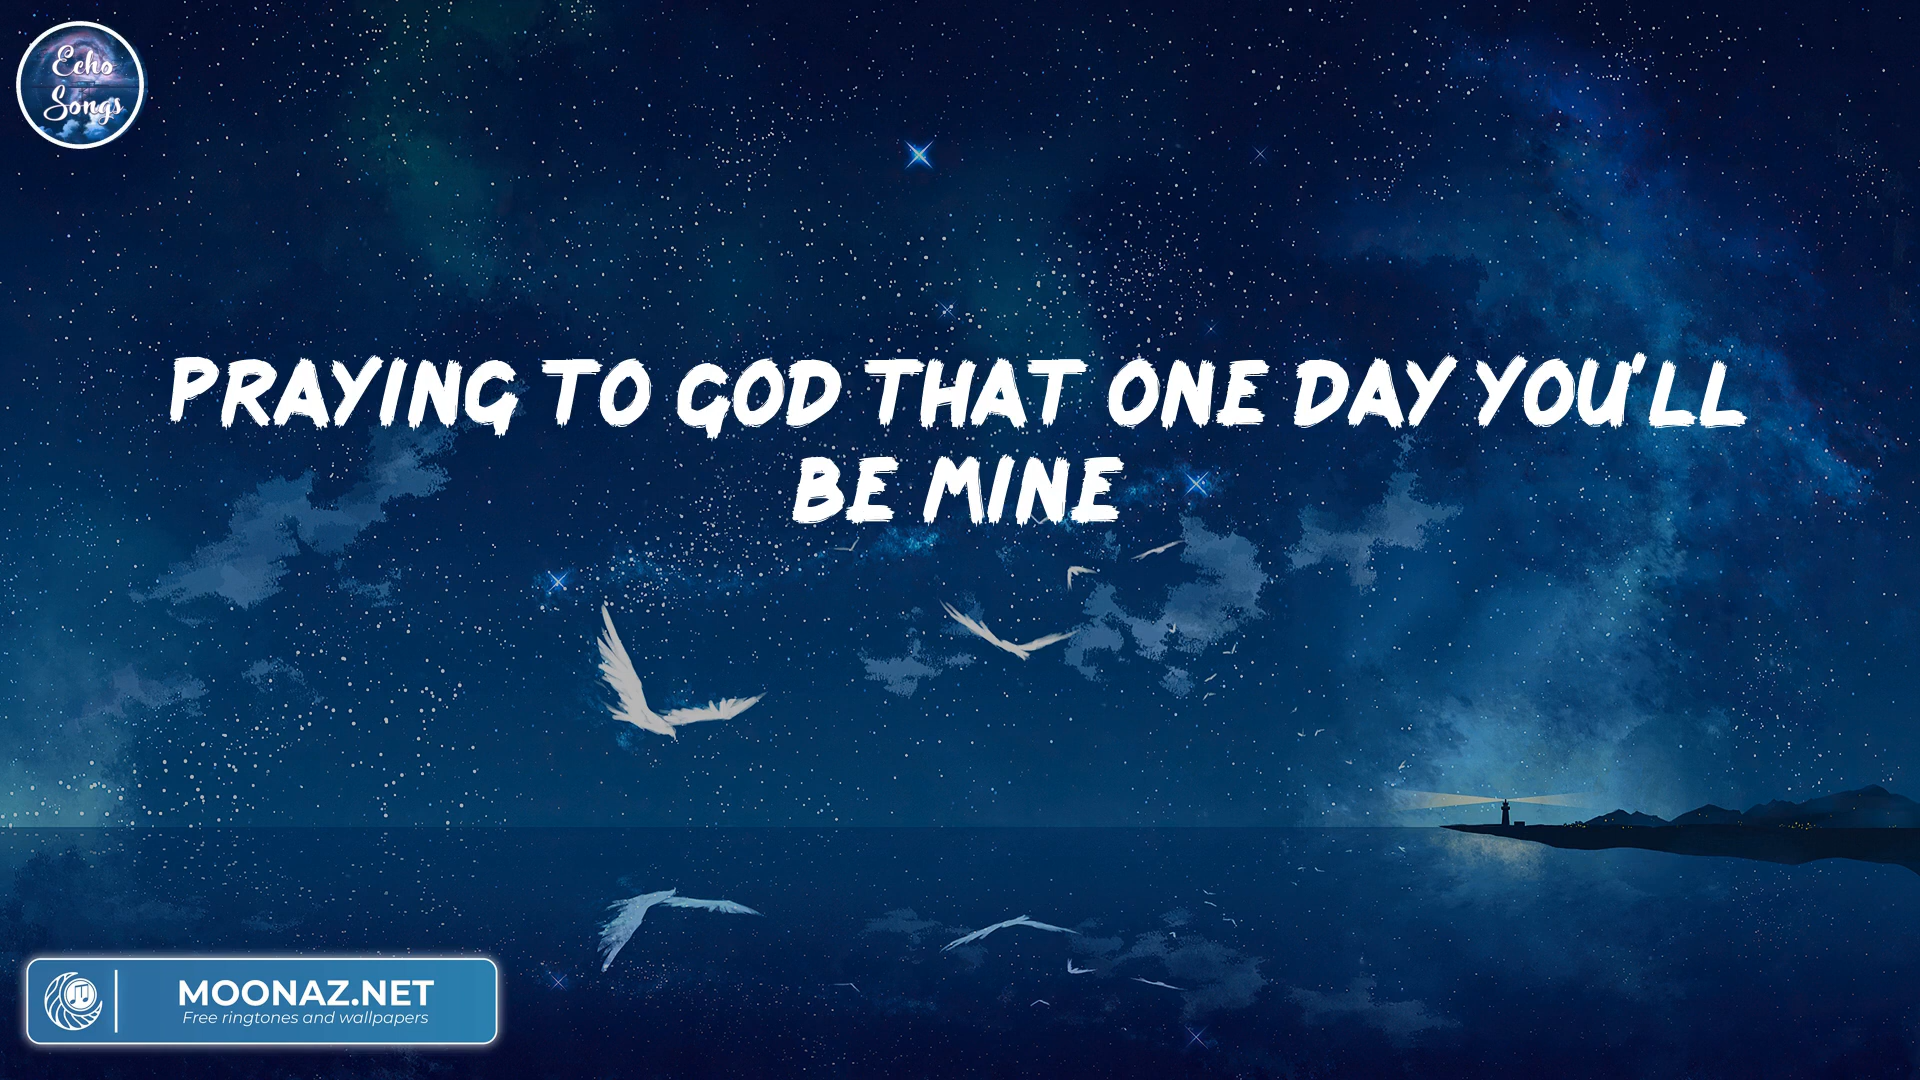 Echo
Songs
PRAYING TO GOD THAT ONE DAY YOU'LL
BE MINE
MOONAZ.NET
Free ringtones and wallpapers